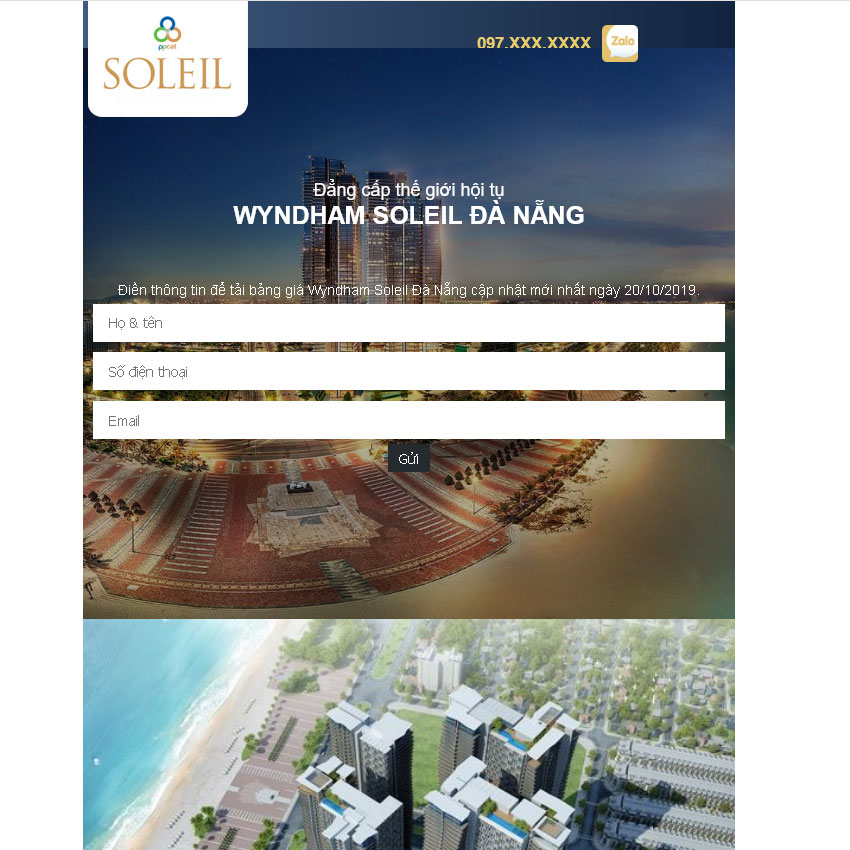 ppcat
SOLEIL
097.XXX.XXXX
Zalo
Đẳng cấp thế giới hội tụ
WYNDHAM SOLEIL ĐÀ NẴNG
Điền thông tin để tải bảng giá Wyndham Soleil Đà Nẵng cập nhật mới nhất ngày 20/10/2019.
Họ & tên
Số điện thoại
Email
Gửi